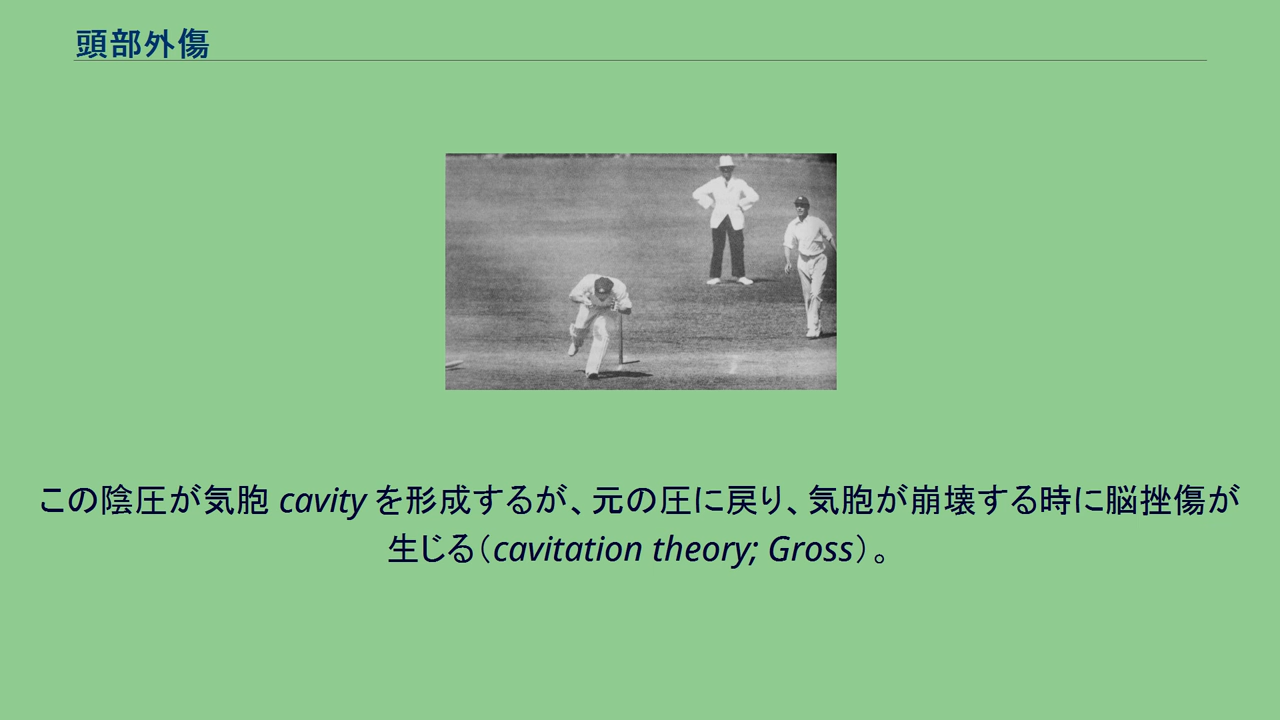 頭部外傷
この陰圧が気胞 cavity を形成するが、元の圧に戻り、気胞が崩壊する時に脳挫傷が
生じる（cavitation theory; Gross）。